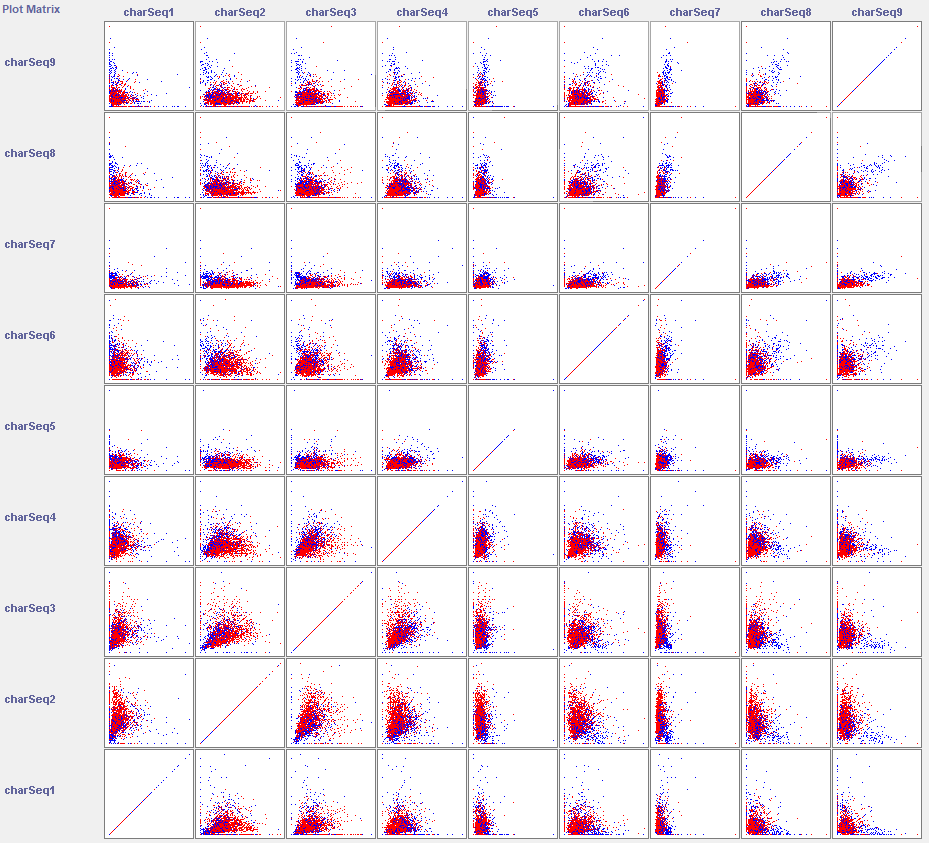 Plot Matrix
charSeq1 charSeq2 charSeq3 charSeq4 charSeq5 charSeq6 charSeq7 charSeq8 charSeq9
charSeq9
charSeq8
charSeq7
charSeq6
charSeq5
charSeq4
charSeq3
charSeq2
charSeq1